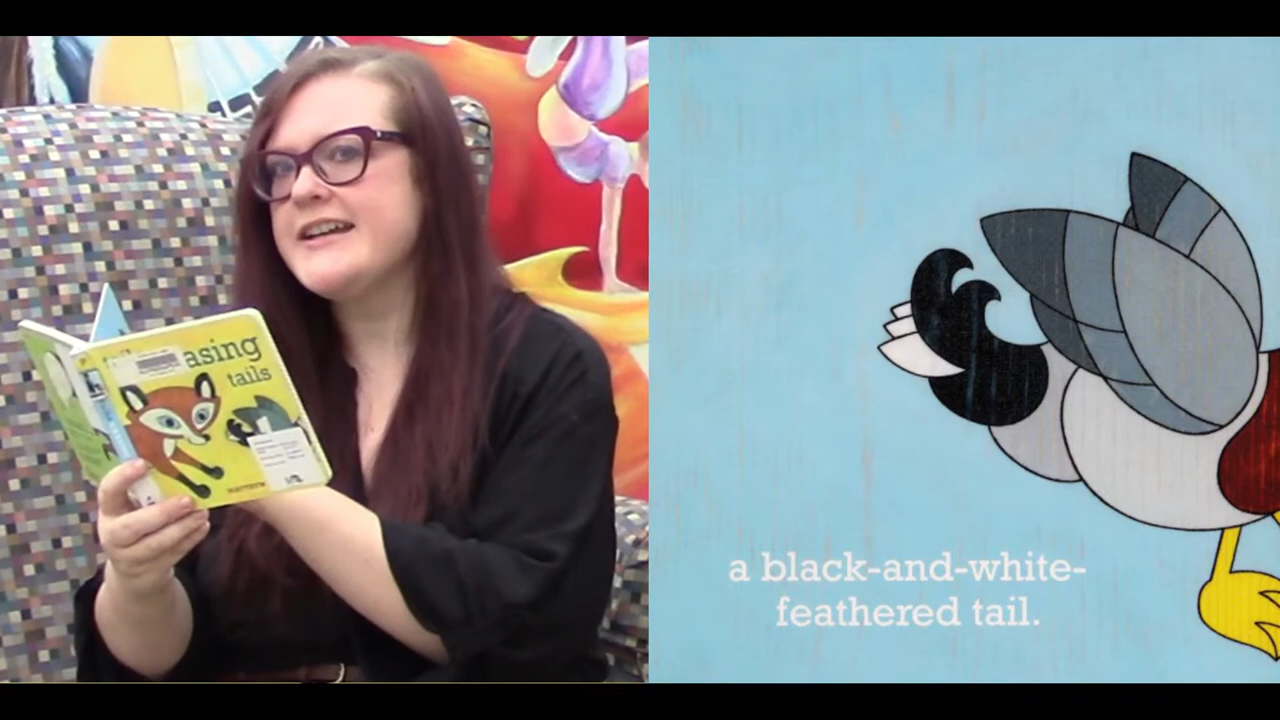 asing
tails
a black-and-white-
feathered tail.